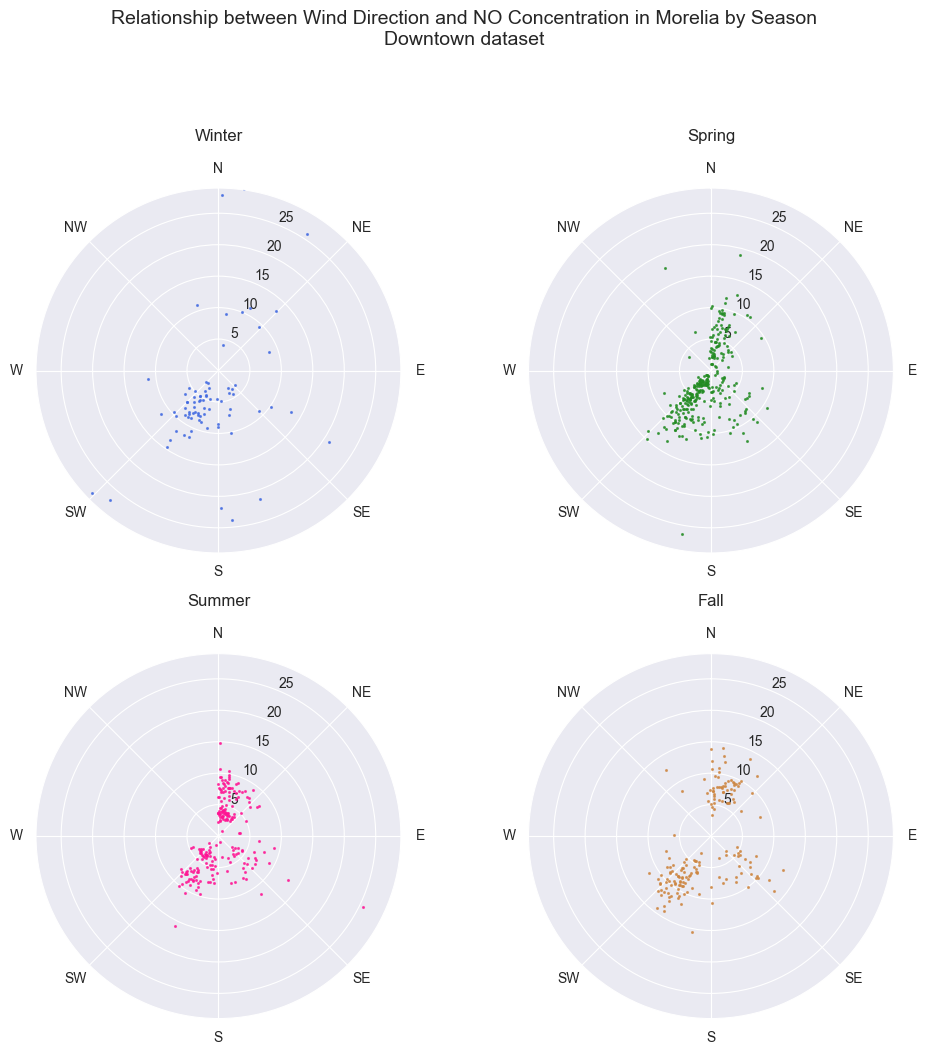 Relationship between Wind Direction and NO Concentration in Morelia by Season
Downtown dataset
Winter
N
NW
NE
25
20
15
10
5
W
E
SW
SE
S
Spring
N
NW
NE
25
20
15
10
5
W
E
SW
SE
S
Summer
N
NW
NE
25
20
15
10
5
W
E
SW
SE
S
Fall
N
NW
NE
25
20
15
10
5
W
E
SW
SE
S